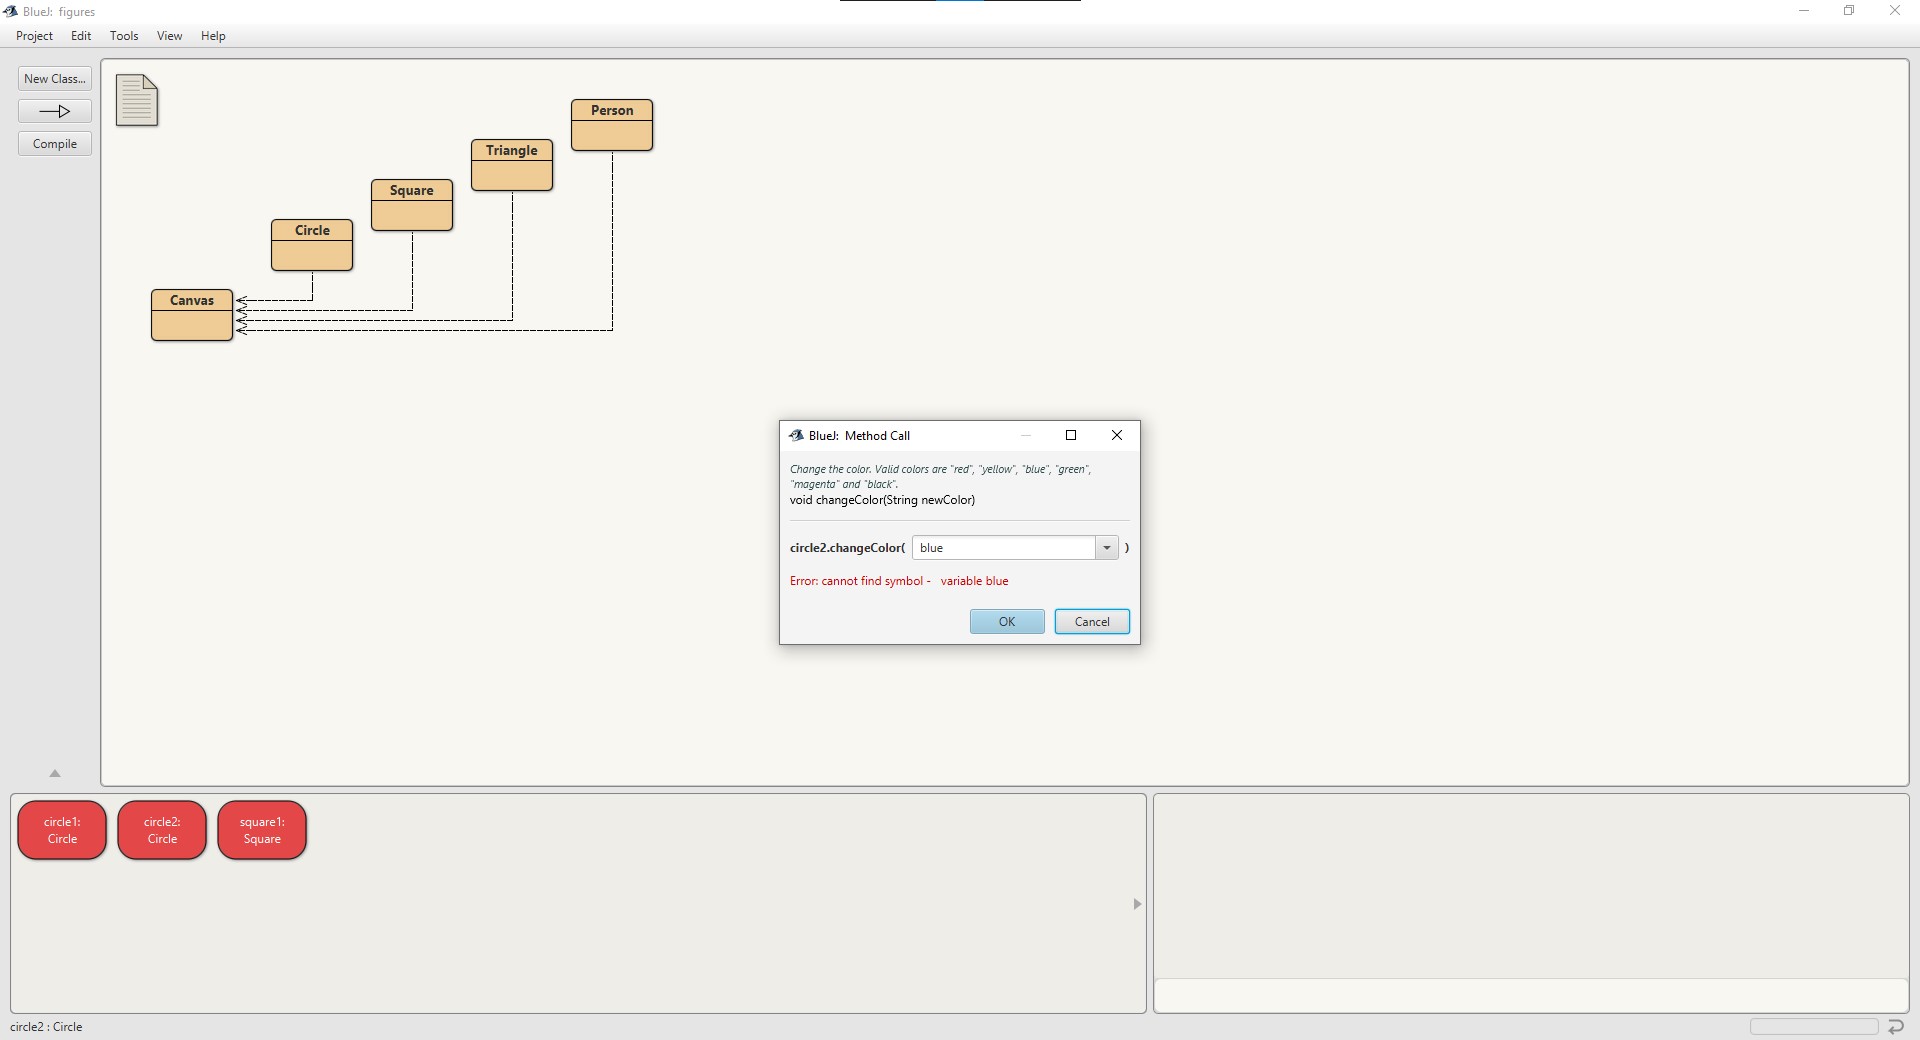 BlueJ: figures
Project Edit Tools View Help
New Class...
Compile
Person
Triangle
Square
Circle
Canvas
BlueJ: Method Call
Change the color. Valid colors are "red", "yellow", "blue", "green",
"magenta" and "black".
void changeColor(String newColor)
circle2.changeColor( blue )
Error: cannot find symbol - variable blue
OK Cancel
circle1:
Circle
circle2:
Circle
square1:
Square
circle2 : Circle